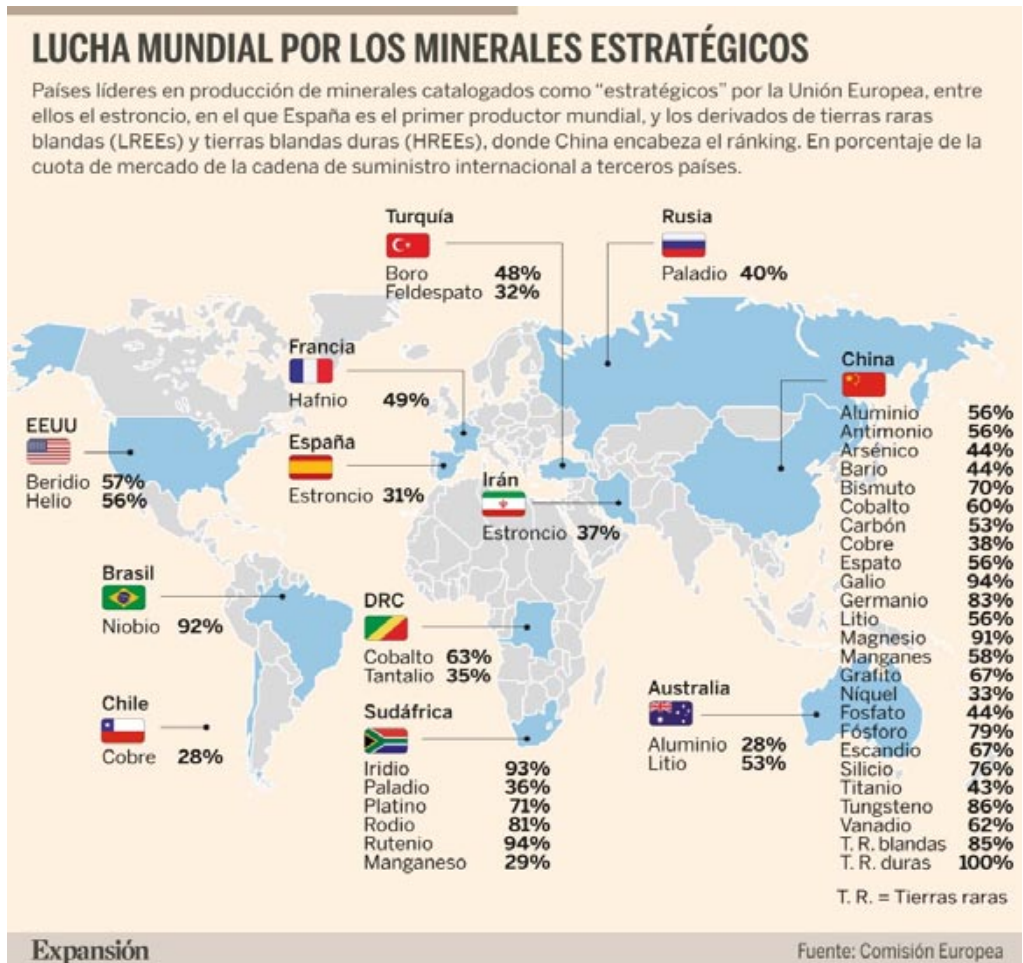 LUCHA MUNDIAL POR LOS MINERALES ESTRATÉGICOS
Países líderes en producción de minerales catalogados como “estratégicos” por la Unión Europea, entre
ellos el estroncio, en el que España es el primer productor mundial, y los derivados de tierras raras
blandas (LREEs) y tierras blandas duras (HREEs), donde China encabeza el ránking. En porcentaje de la
cuota de mercado de la cadena de suministro internacional a terceros países.
Turquía
Boro 48%
Feldespato 32%
Rusia
Paladio 40%
Francia
Hafnio 49%
EEUU
Beridio 57%
Helio 56%
España
Estroncio 31%
Irán
Estroncio 37%
China
Aluminio 56%
Antimonio 56%
Arsénico 44%
Bario 44%
Bismuto 70%
Cobalto 60%
Carbón 53%
Cobre 38%
Espato 56%
Galio 94%
Germanio 83%
Litio 56%
Magnesio 91%
Manganes 58%
Grafito 67%
Níquel 33%
Fosfato 44%
Fósforo 79%
Escandio 67%
Silicio 76%
Titanio 43%
Tungsteno 86%
Vanadio 62%
T. R. blandas 85%
T. R. duras 100%
T. R. = Tierras raras
Brasil
Niobio 92%
DRC
Cobalto 63%
Tantalio 35%
Chile
Cobre 28%
Sudáfrica
Iridio 93%
Paladio 36%
Platino 71%
Rodio 81%
Rutenio 94%
Manganeso 29%
Australia
Aluminio 28%
Litio 53%
Expansión
Fuente: Comisión Europea